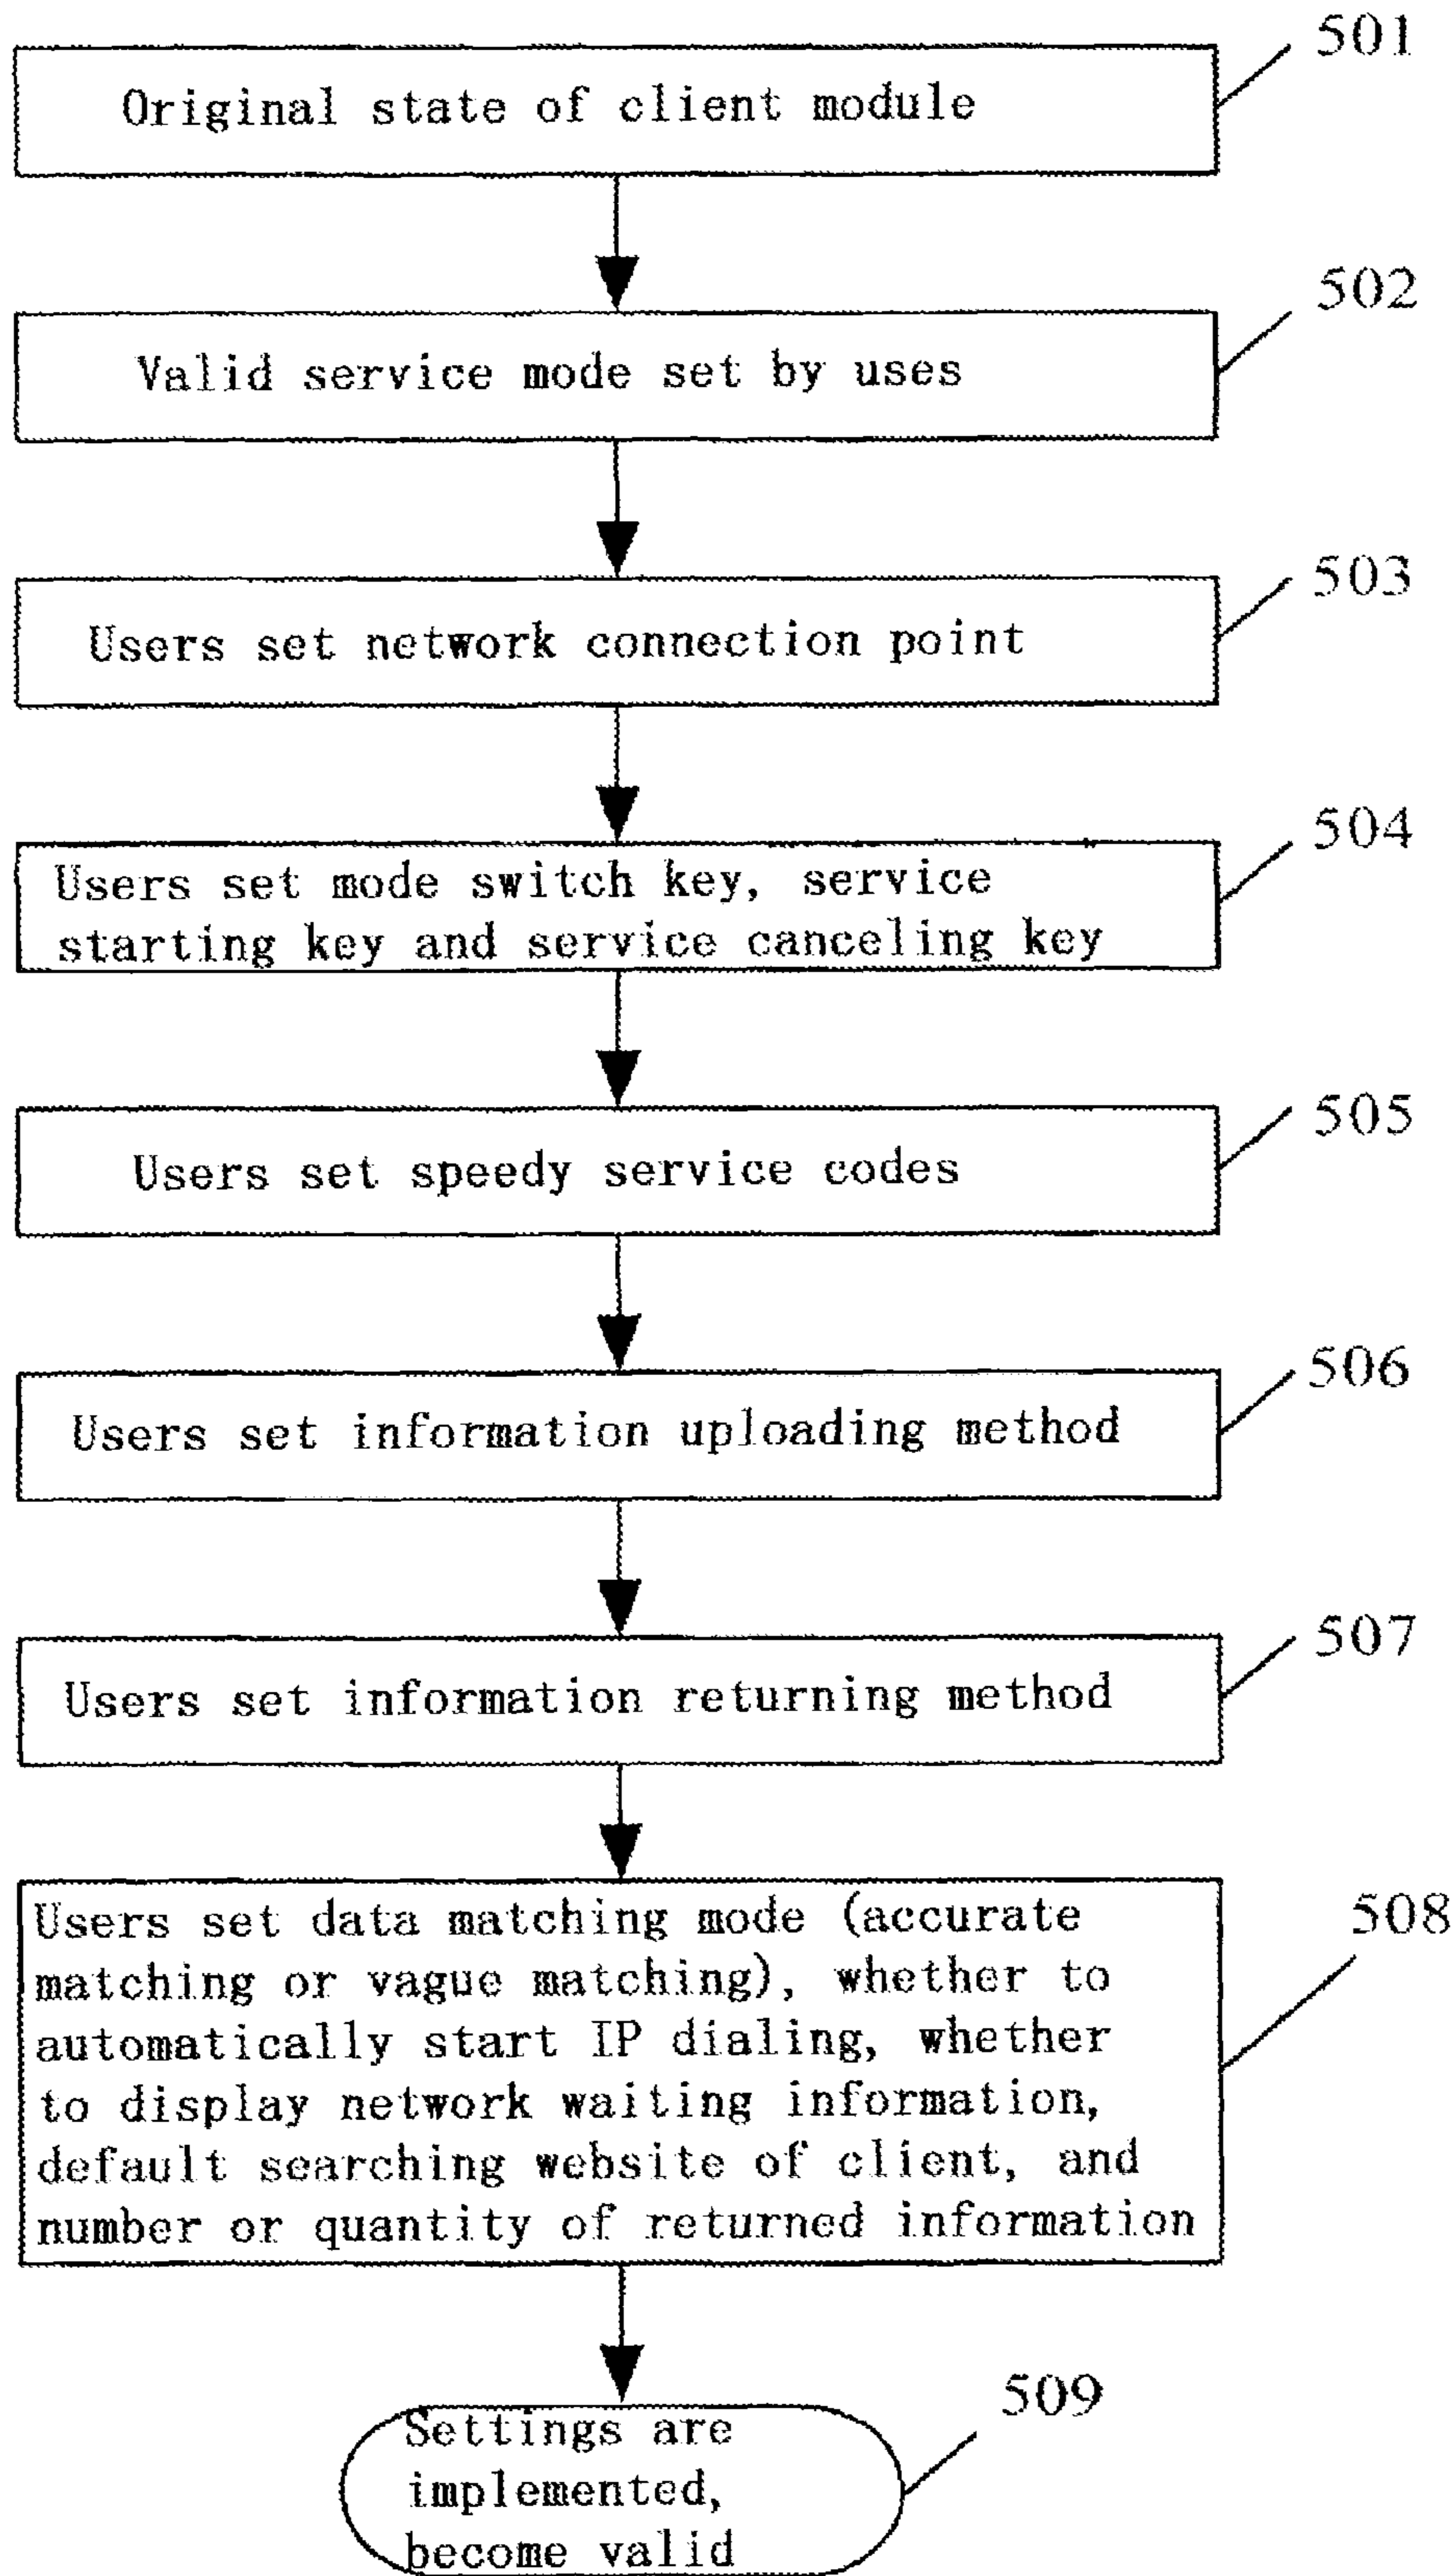 501
Original state of client module
502
Valid service mode set by uses
503
Users set network connection point
504
Users set mode switch key, service
starting key and service canceling key
505
Users set speedy service codes
506
Users set information uploading method
507
Users set information returning method
508
Users set data matching mode (accurate
matching or vague matching), whether to
automatically start IP dialing, whether
to display network waiting information,
default searching website of client, and
number or quantity of returned information
509
Settings are
implemented,
become valid